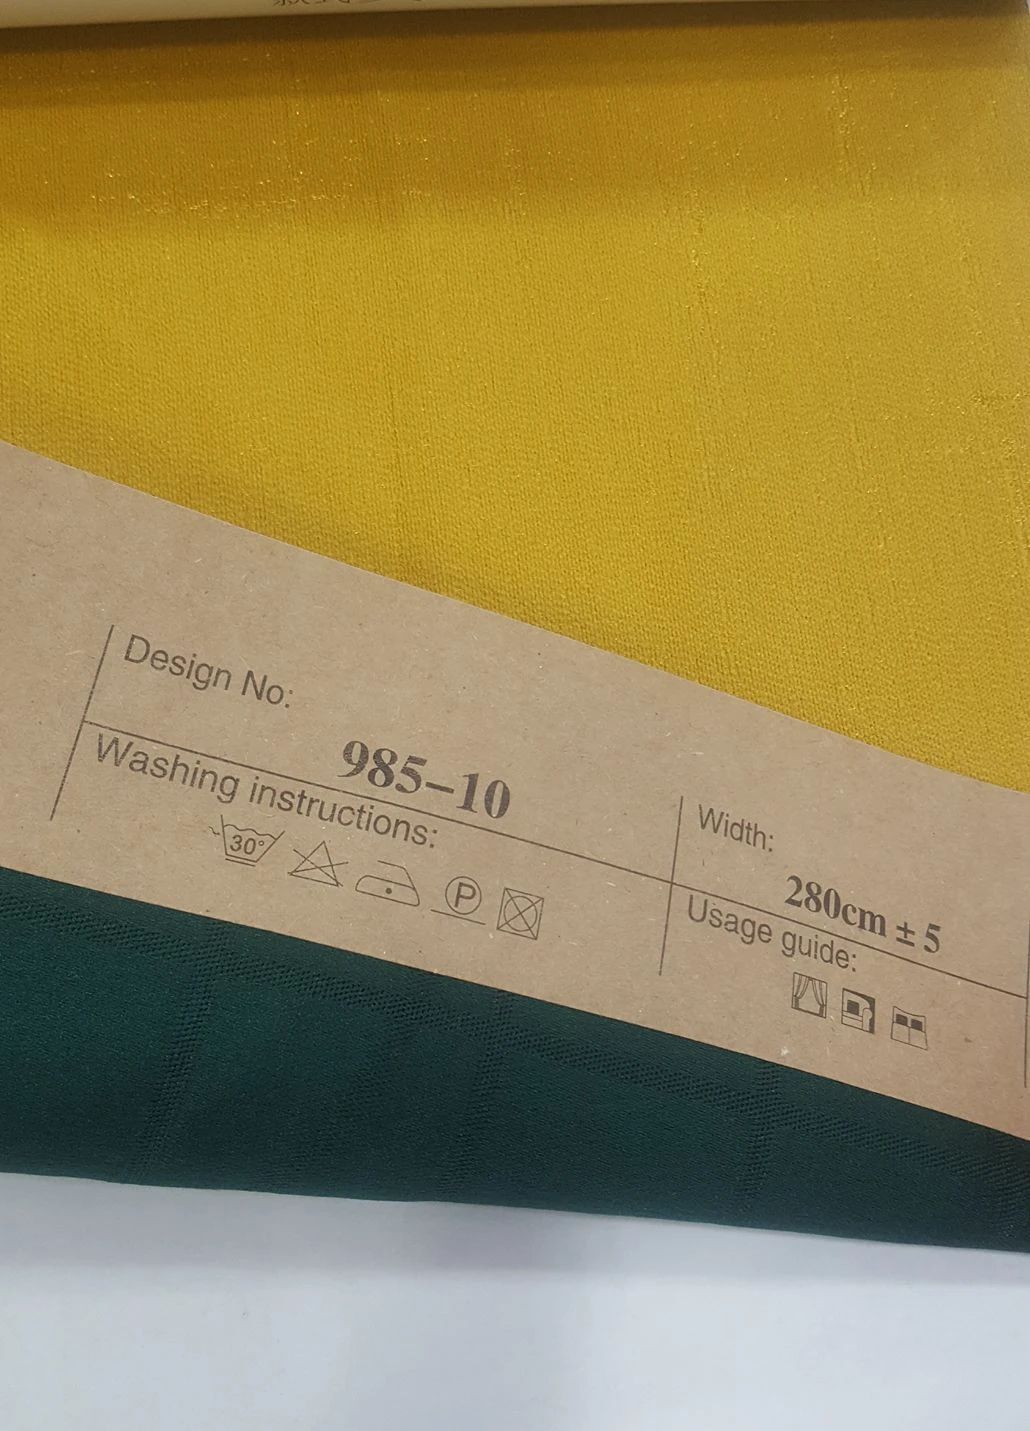 Design No:
985-10
Washing instructions:
30°
P
Width:
280cm ± 5
Usage guide: